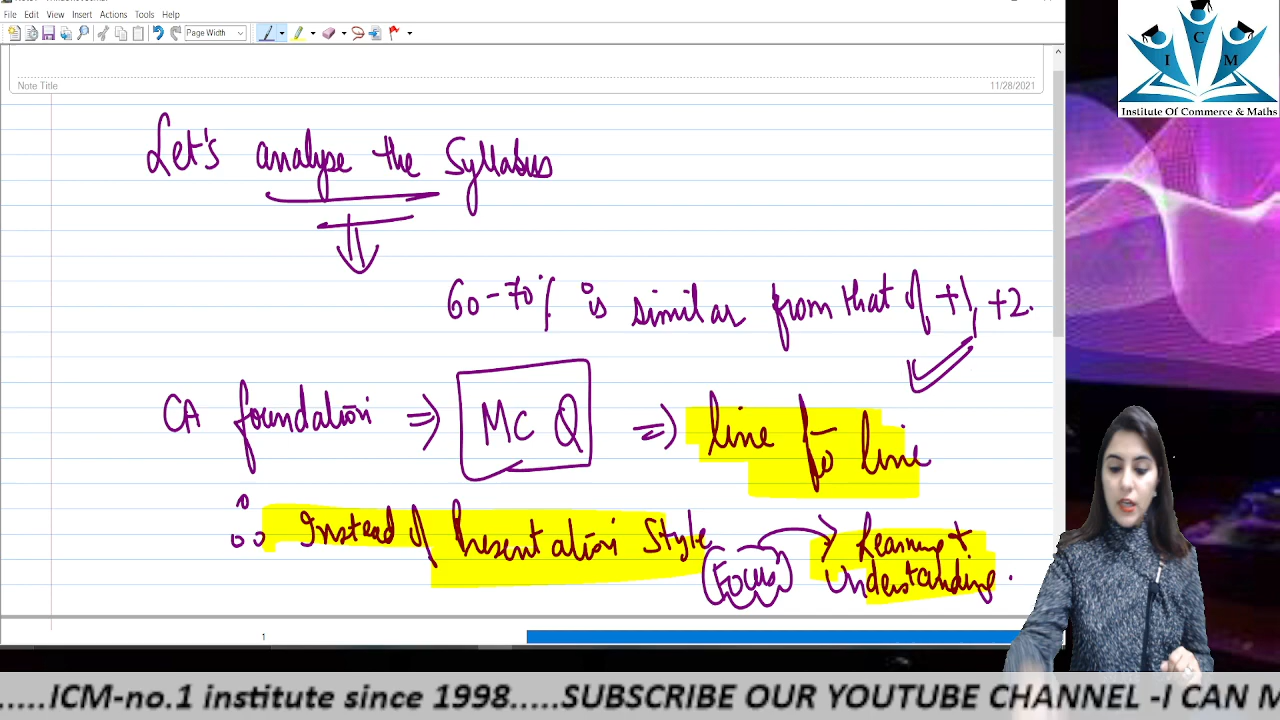 File Edit View Insert Actions Tools Help
Page Width
Note Title
11/28/2021
Let's analyse the Syllabus
60-70% is similar from that of +1, +2.
CA foundation => MCQ => line to line
∴ Instead of Presentation Style
Focus
Learning +
Understanding.
1
I C M
Institute Of Commerce & Maths
.....ICM-no.1 institute since 1998.....SUBSCRIBE OUR YOUTUBE CHANNEL -I CAN M